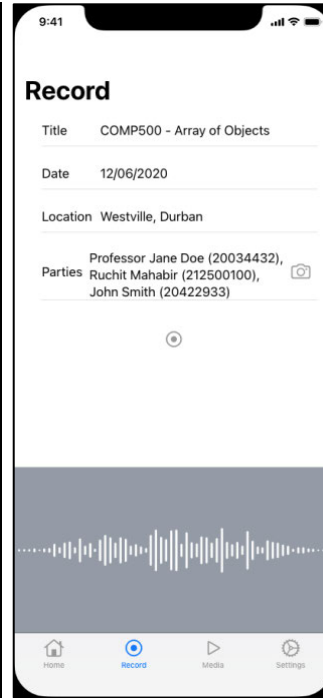 9:41
Record
Title COMP500 - Array of Objects
Date 12/06/2020
Location Westville, Durban
Professor Jane Doe (20034432),
Parties Ruchit Mahabir (212500100),
John Smith (20422933)
Home Record Media Settings